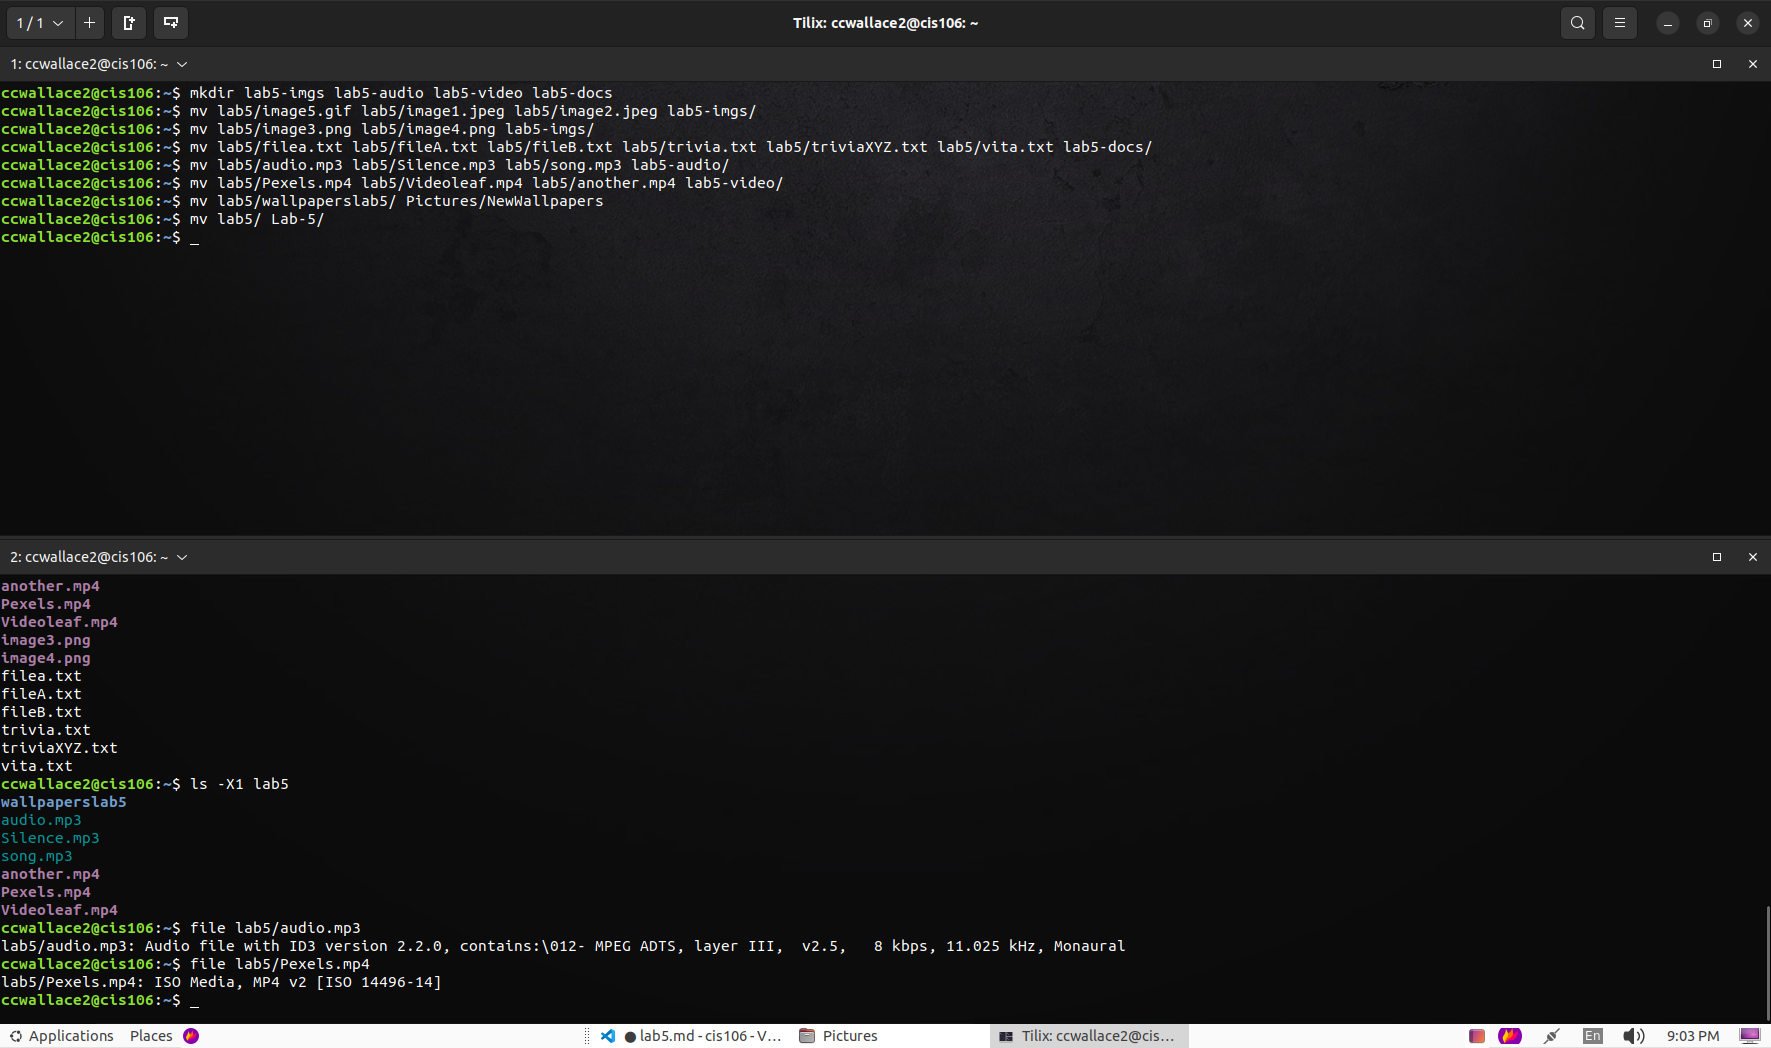 1 / 1
Tilix: ccwallace2@cis106: ~
1: ccwallace2@cis106: ~
ccwallace2@cis106:~$ mkdir lab5-imgs lab5-audio lab5-video lab5-docs
ccwallace2@cis106:~$ mv lab5/image5.gif lab5/image1.jpeg lab5/image2.jpeg lab5-imgs/
ccwallace2@cis106:~$ mv lab5/image3.png lab5/image4.png lab5-imgs/
ccwallace2@cis106:~$ mv lab5/filea.txt lab5/fileA.txt lab5/fileB.txt lab5/trivia.txt lab5/triviaXYZ.txt lab5/vita.txt lab5-docs/
ccwallace2@cis106:~$ mv lab5/audio.mp3 lab5/Silence.mp3 lab5/song.mp3 lab5-audio/
ccwallace2@cis106:~$ mv lab5/Pexels.mp4 lab5/Videoleaf.mp4 lab5/another.mp4 lab5-video/
ccwallace2@cis106:~$ mv lab5/wallpaperslab5/ Pictures/NewWallpapers
ccwallace2@cis106:~$ mv lab5/ Lab-5/
ccwallace2@cis106:~$ _
2: ccwallace2@cis106: ~
another.mp4
Pexels.mp4
Videoleaf.mp4
image3.png
image4.png
filea.txt
fileA.txt
fileB.txt
trivia.txt
triviaXYZ.txt
vita.txt
ccwallace2@cis106:~$ ls -X1 lab5
wallpaperslab5
audio.mp3
Silence.mp3
song.mp3
another.mp4
Pexels.mp4
Videoleaf.mp4
ccwallace2@cis106:~$ file lab5/audio.mp3
lab5/audio.mp3: Audio file with ID3 version 2.2.0, contains:\012- MPEG ADTS, layer III,  v2.5,   8 kbps, 11.025 kHz, Monaural
ccwallace2@cis106:~$ file lab5/Pexels.mp4
lab5/Pexels.mp4: ISO Media, MP4 v2 [ISO 14496-14]
ccwallace2@cis106:~$ _
Applications Places ● lab5.md - cis106 - V... Pictures Tilix: ccwallace2@cis... En 9:03 PM